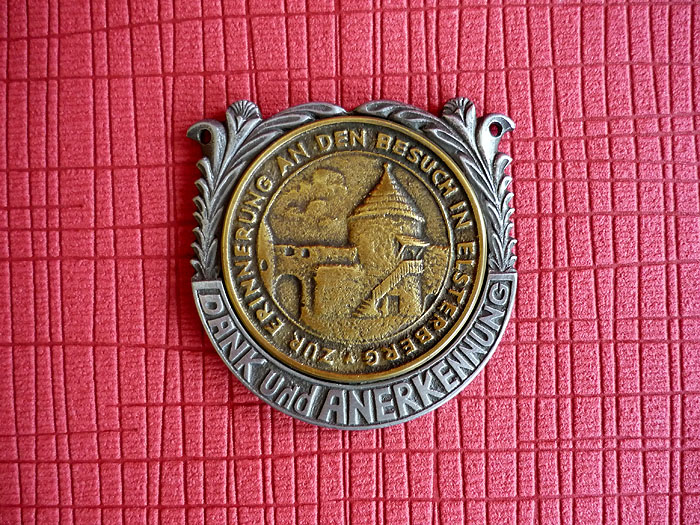 ZUR ERINNERUNG AN DEN BESUCH IN ELSTERBERG
DANK und ANERKENNUNG